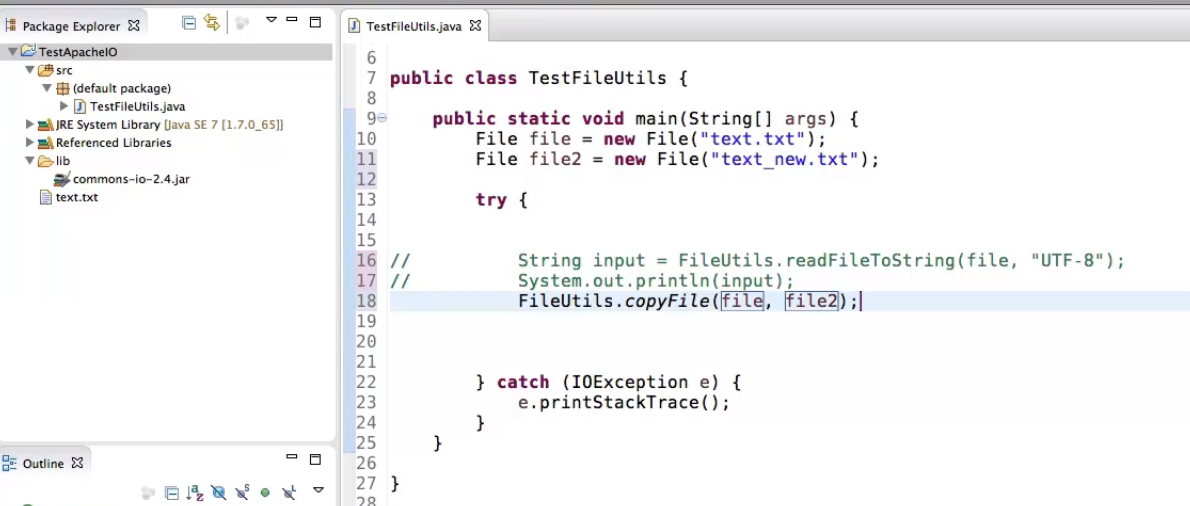 Package Explorer
TestApacheIO
src
(default package)
TestFileUtils.java
JRE System Library [Java SE 7 [1.7.0_65]]
Referenced Libraries
lib
commons-io-2.4.jar
text.txt
Outline
TestFileUtils.java
6
7 public class TestFileUtils {
8
9 public static void main(String[] args) {
10 File file = new File("text.txt");
11 File file2 = new File("text_new.txt");
12
13 try {
14
15
16 // String input = FileUtils.readFileToString(file, "UTF-8");
17 // System.out.println(input);
18 FileUtils.copyFile(file, file2);
19
20
21
22 } catch (IOException e) {
23 e.printStackTrace();
24 }
25 }
26
27 }
28